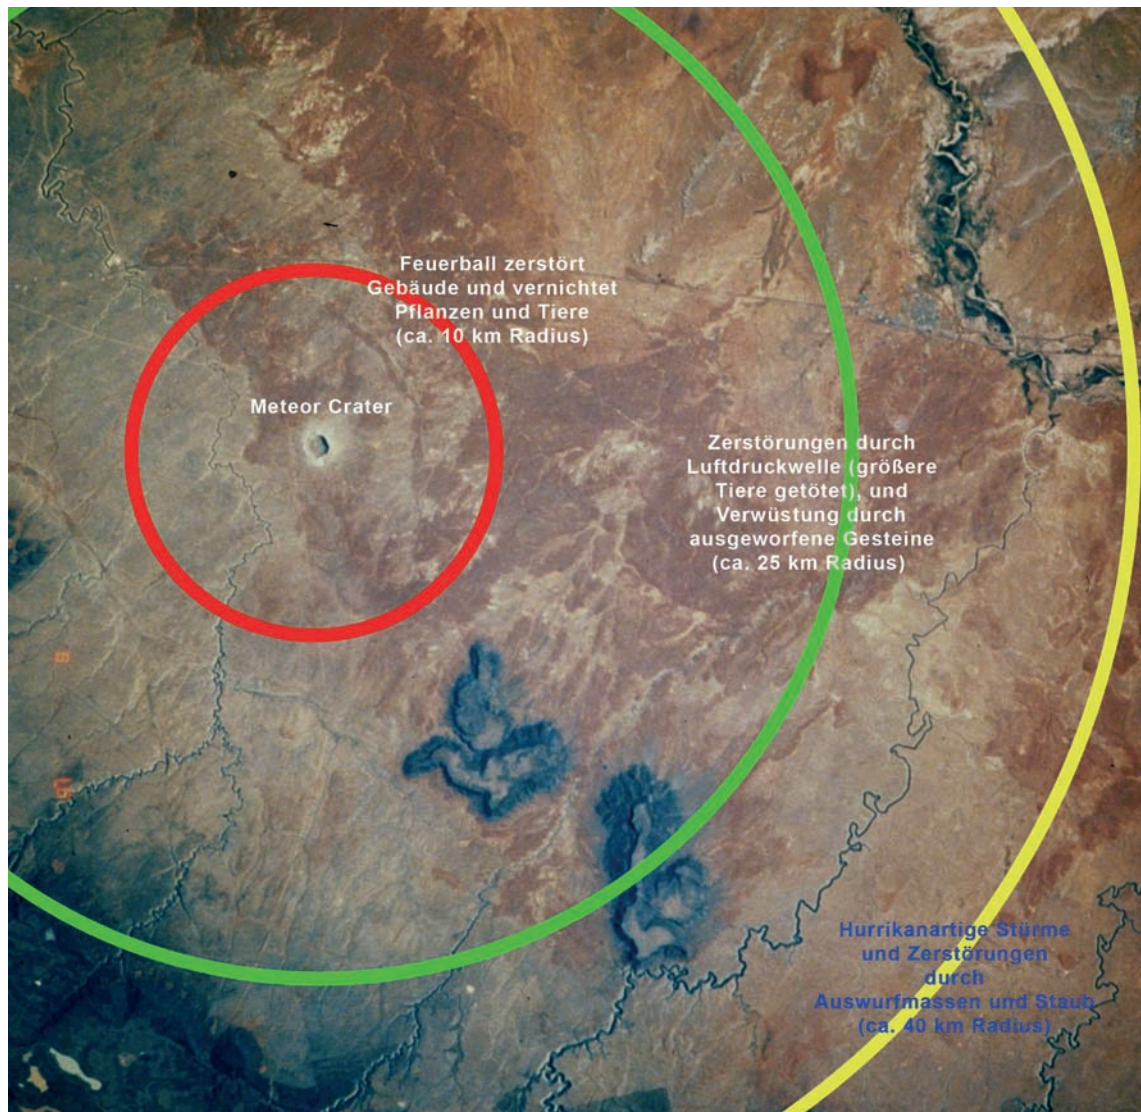 Feuerball zerstört
Gebäude und vernichtet
Pflanzen und Tiere
(ca. 10 km Radius)
Meteor Crater
Zerstörungen durch
Luftdruckwelle (größere
Tiere getötet), und
Verwüstung durch
ausgeworfene Gesteine
(ca. 25 km Radius)
Hurrikanartige Stürme
und Zerstörungen
durch
Auswurfmassen und Staub
(ca. 40 km Radius)